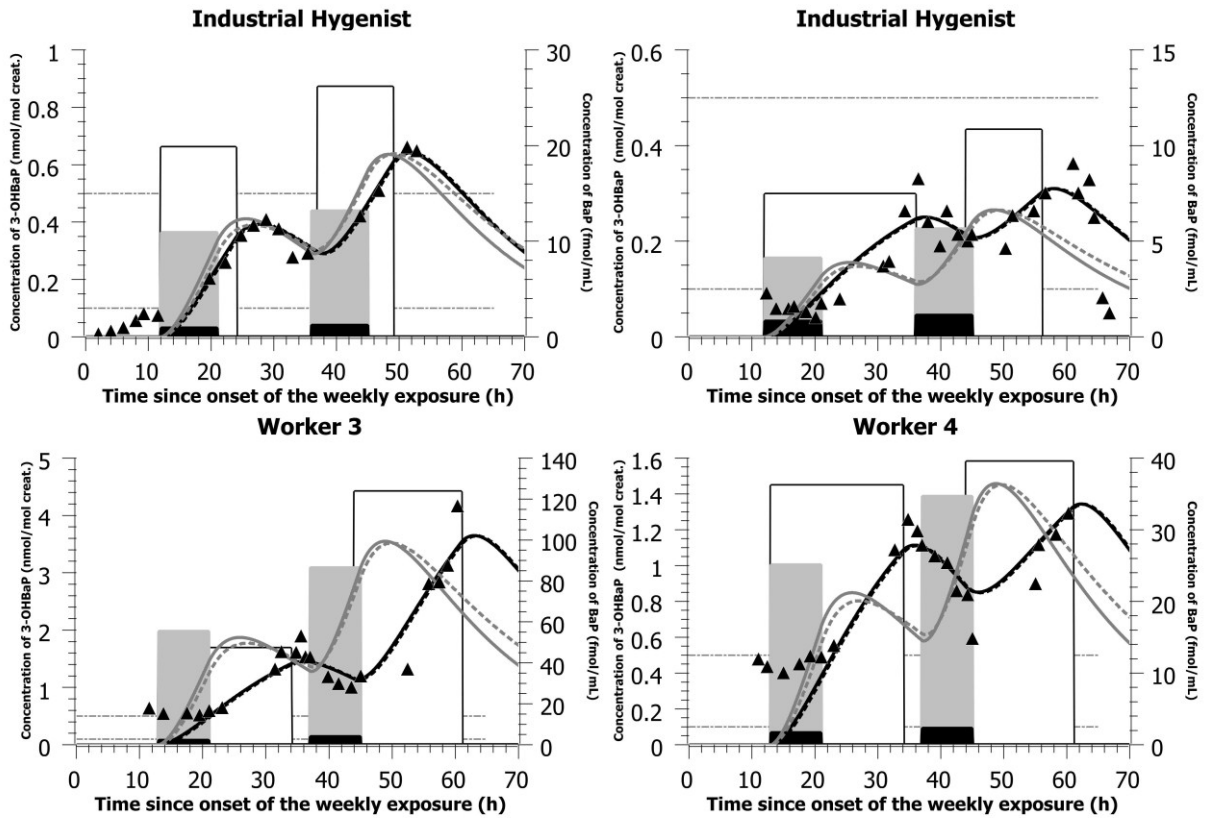 Industrial Hygenist
Concentration of 3-OHBaP (nmol/mol creat.)
1
0.8
0.6
0.4
0.2
0
30
20
10
0
Concentration of BaP (fmol/mL)
0 10 20 30 40 50 60 70
Time since onset of the weekly exposure (h)
Industrial Hygenist
Concentration of 3-OHBaP (nmol/mol creat.)
0.6
0.4
0.2
0
15
10
5
0
Concentration of BaP (fmol/mL)
0 10 20 30 40 50 60 70
Time since onset of the weekly exposure (h)
Worker 3
Concentration of 3-OHBaP (nmol/mol creat.)
5
4
3
2
1
0
140
120
100
80
60
40
20
0
Concentration of BaP (fmol/mL)
0 10 20 30 40 50 60 70
Time since onset of the weekly exposure (h)
Worker 4
Concentration of 3-OHBaP (nmol/mol creat.)
1.6
1.4
1.2
1
0.8
0.6
0.4
0.2
0
40
30
20
10
0
Concentration of BaP (fmol/mL)
0 10 20 30 40 50 60 70
Time since onset of the weekly exposure (h)